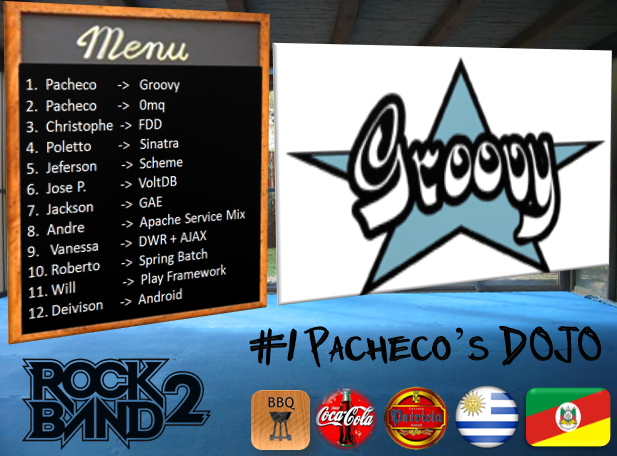 Menu
1. Pacheco -> Groovy
2. Pacheco -> 0mq
3. Christophe -> FDD
4. Poletto -> Sinatra
5. Jeferson -> Scheme
6. Jose P. -> VoltDB
7. Jackson -> GAE
8. Andre -> Apache Service Mix
9. Vanessa -> DWR + AJAX
10. Roberto -> Spring Batch
11. Will -> Play Framework
12. Deivison -> Android
Groovy
#1 Pacheco's DOJO
ROCK BAND 2
BBQ
Coca-Cola
Patricia